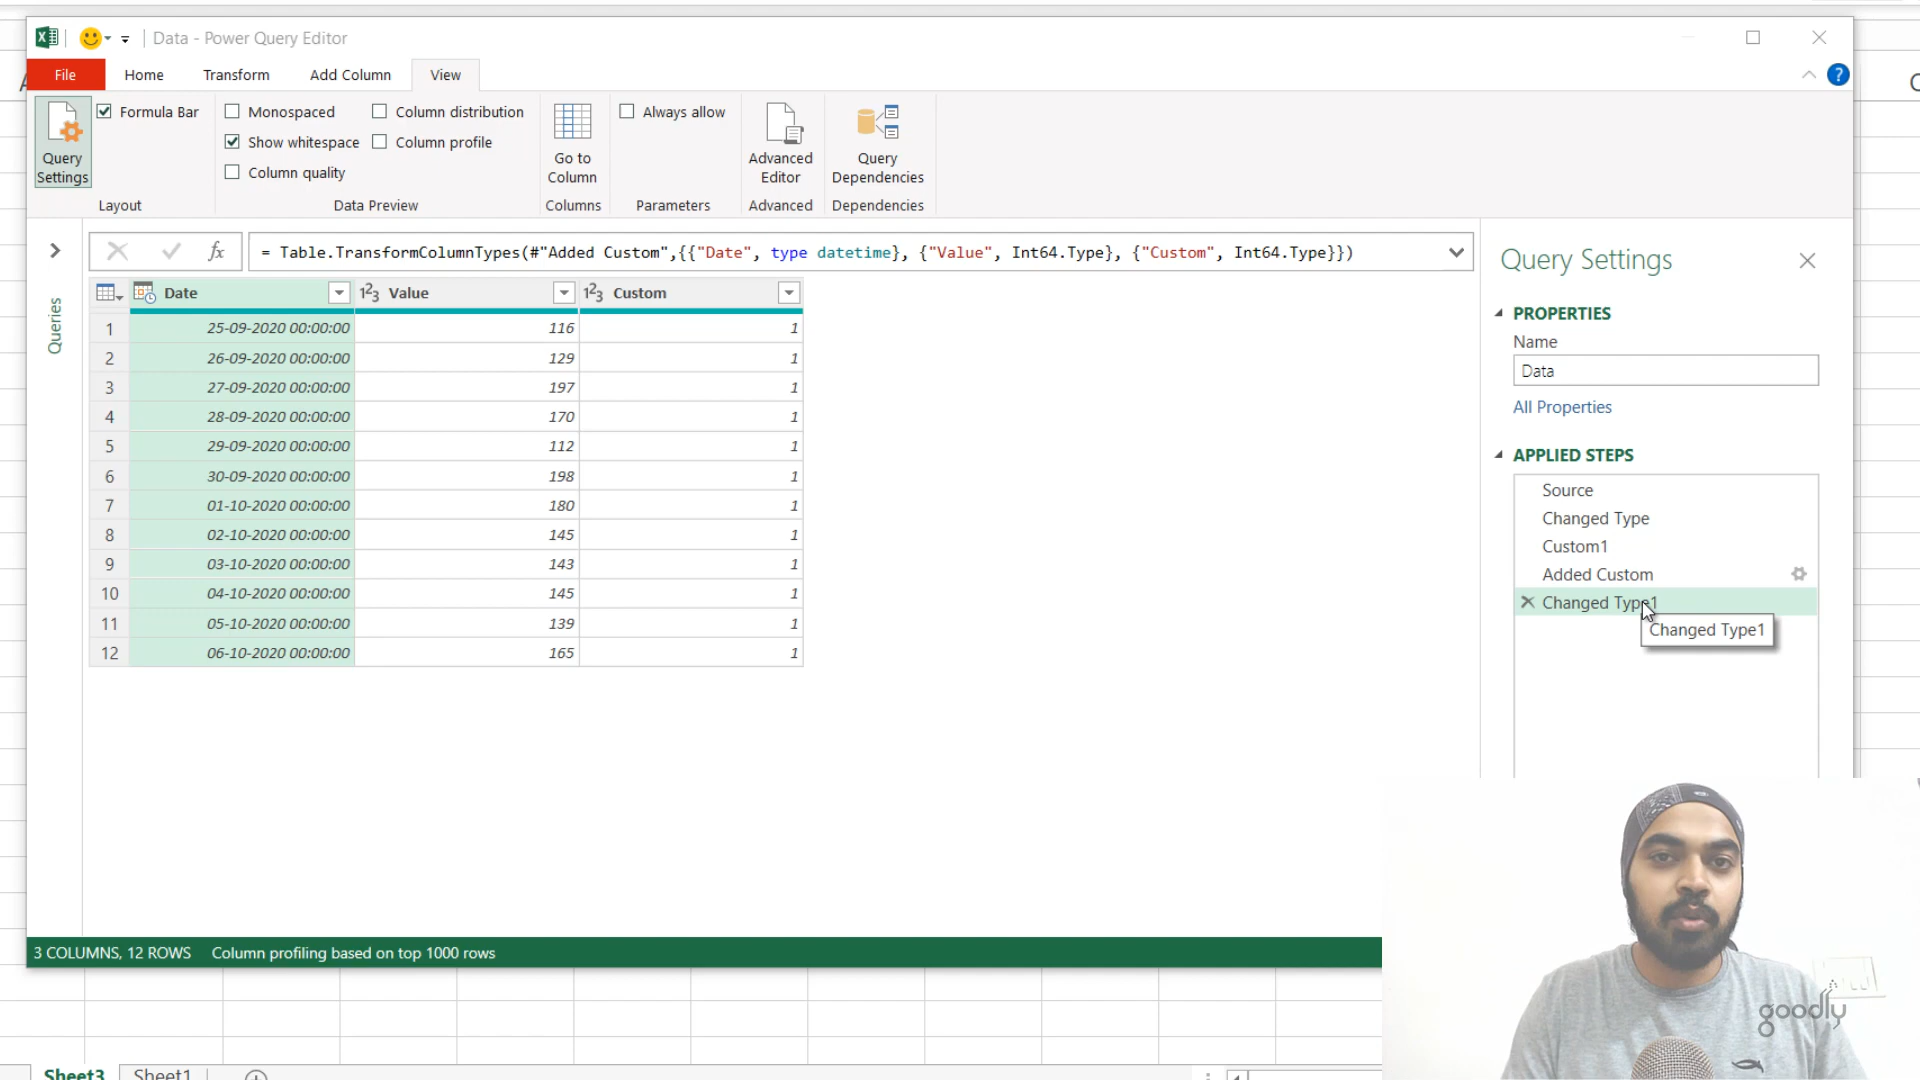 Data - Power Query Editor
File Home Transform Add Column View
Query Settings
Formula Bar
Layout
Monospaced
Show whitespace
Column quality
Column distribution
Column profile
Data Preview
Go to Column
Columns
Always allow
Parameters
Advanced Editor
Advanced
Query Dependencies
Dependencies
fx = Table.TransformColumnTypes(#"Added Custom",{{"Date", type datetime}, {"Value", Int64.Type}, {"Custom", Int64.Type}})
Queries
Date 123 Value 123 Custom
1 25-09-2020 00:00:00 116 1
2 26-09-2020 00:00:00 129 1
3 27-09-2020 00:00:00 197 1
4 28-09-2020 00:00:00 170 1
5 29-09-2020 00:00:00 112 1
6 30-09-2020 00:00:00 198 1
7 01-10-2020 00:00:00 180 1
8 02-10-2020 00:00:00 145 1
9 03-10-2020 00:00:00 143 1
10 04-10-2020 00:00:00 145 1
11 05-10-2020 00:00:00 139 1
12 06-10-2020 00:00:00 165 1
Query Settings
PROPERTIES
Name
Data
All Properties
APPLIED STEPS
Source
Changed Type
Custom1
Added Custom
Changed Type1
Changed Type1
3 COLUMNS, 12 ROWS Column profiling based on top 1000 rows
goodly
Sheet3 Sheet1